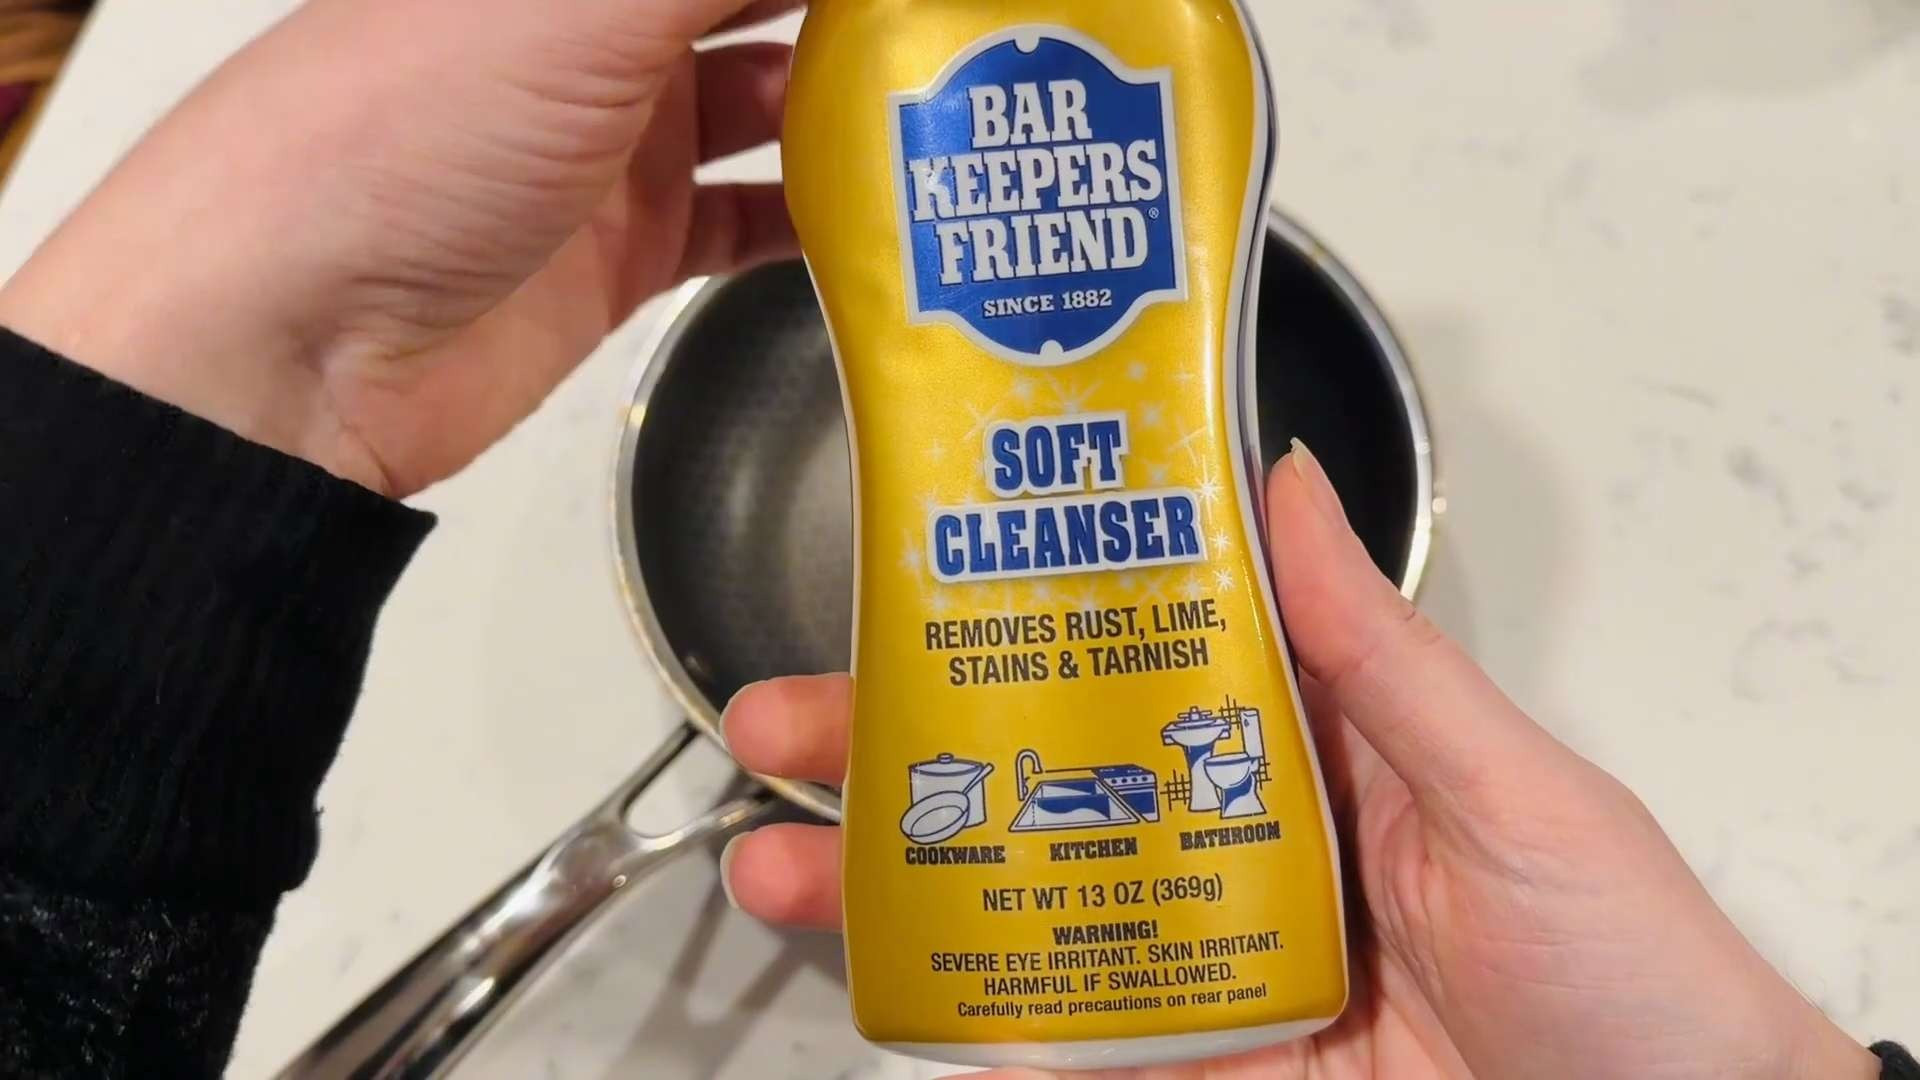 BAR
KEEPERS
FRIEND®
SINCE 1882
SOFT
CLEANSER
REMOVES RUST, LIME,
STAINS & TARNISH
COOKWARE KITCHEN BATHROOM
NET WT 13 OZ (369g)
WARNING!
SEVERE EYE IRRITANT. SKIN IRRITANT.
HARMFUL IF SWALLOWED.
Carefully read precautions on rear panel